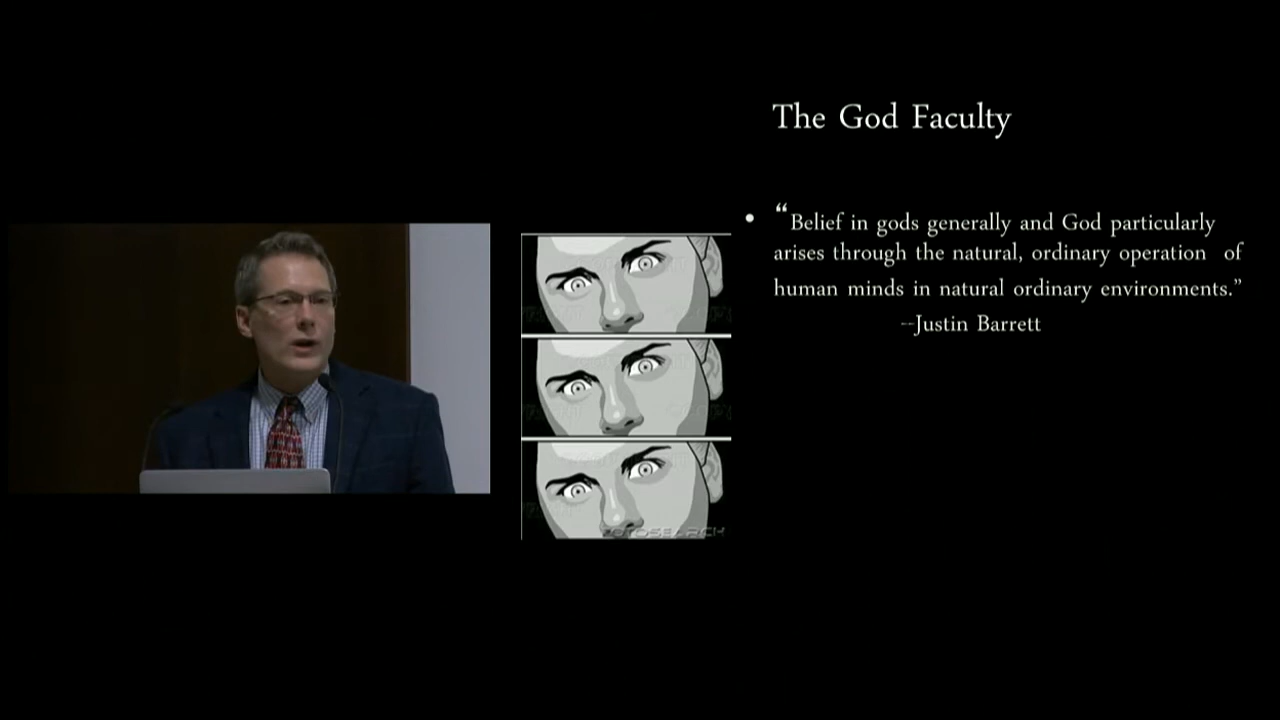 The God Faculty
• “Belief in gods generally and God particularly
arises through the natural, ordinary operation of
human minds in natural ordinary environments.”
--Justin Barrett
FOTOSEARCH